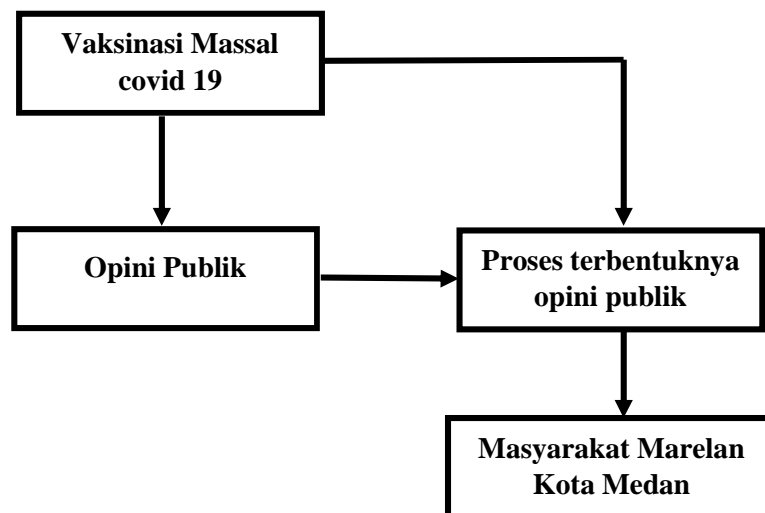 Vaksinasi Massal
covid 19
Opini Publik
Proses terbentuknya
opini publik
Masyarakat Marelan
Kota Medan